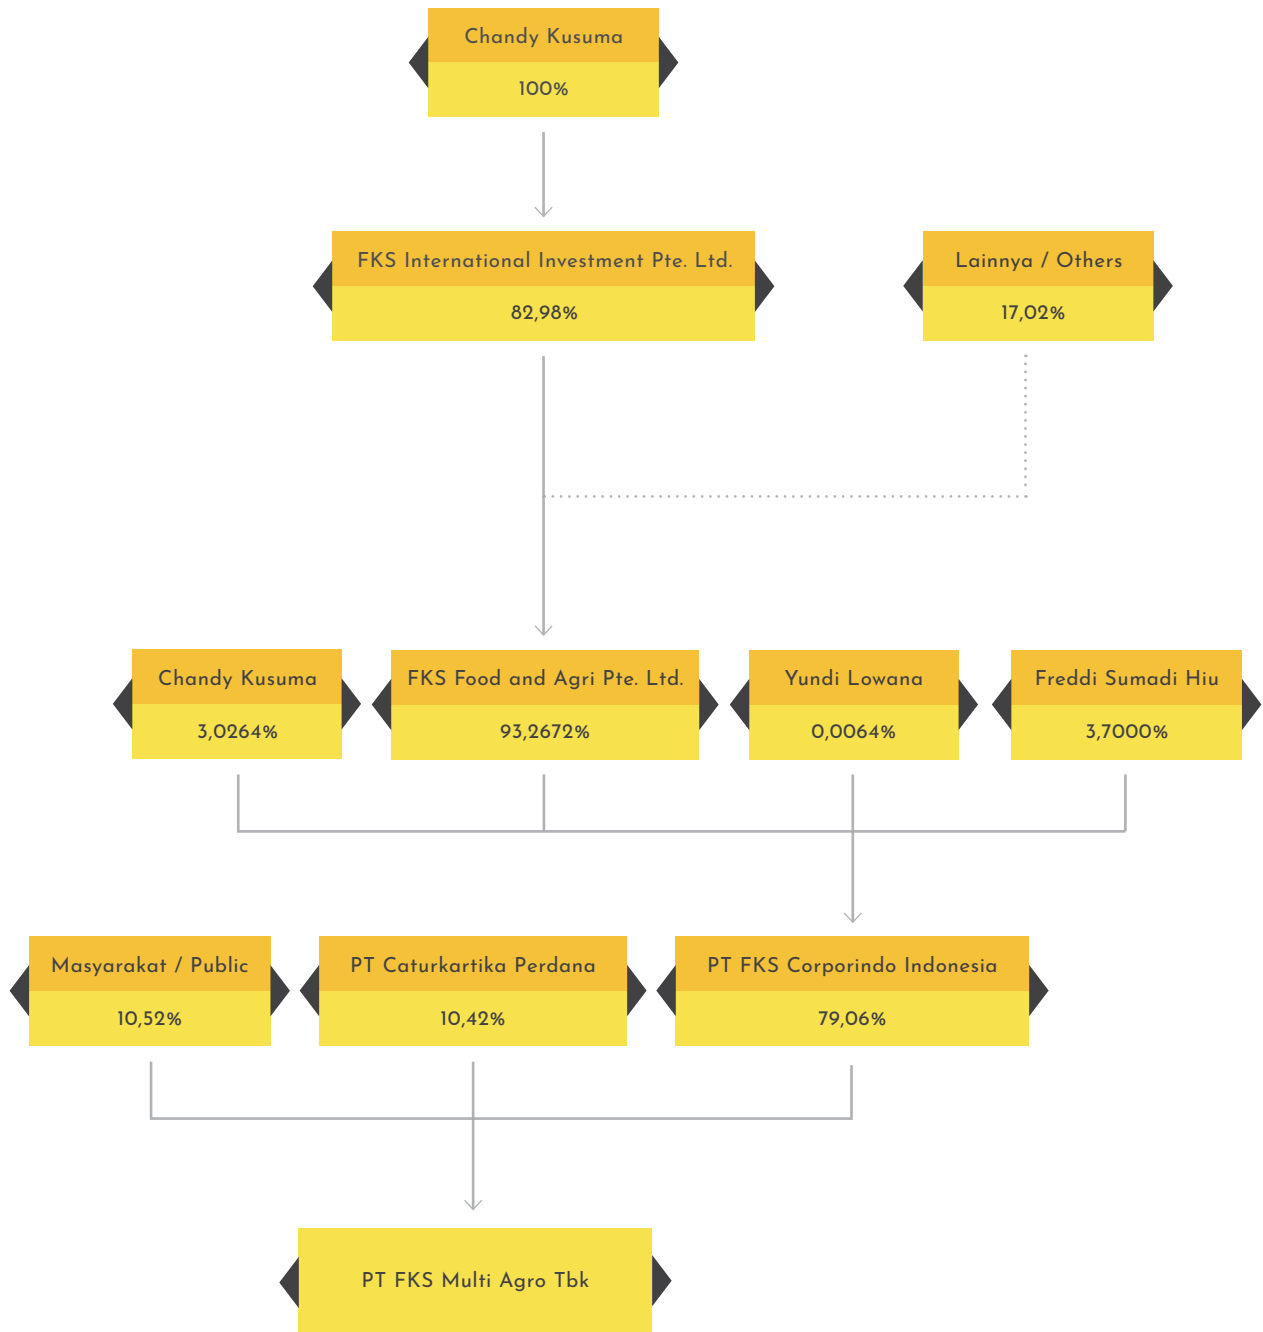 Chandy Kusuma
100%
FKS International Investment Pte. Ltd.
82,98%
Lainnya / Others
17,02%
Chandy Kusuma
3,0264%
FKS Food and Agri Pte. Ltd.
93,2672%
Yundi Lowana
0,0064%
Freddi Sumadi Hiu
3,7000%
Masyarakat / Public
10,52%
PT Caturkartika Perdana
10,42%
PT FKS Corporindo Indonesia
79,06%
PT FKS Multi Agro Tbk